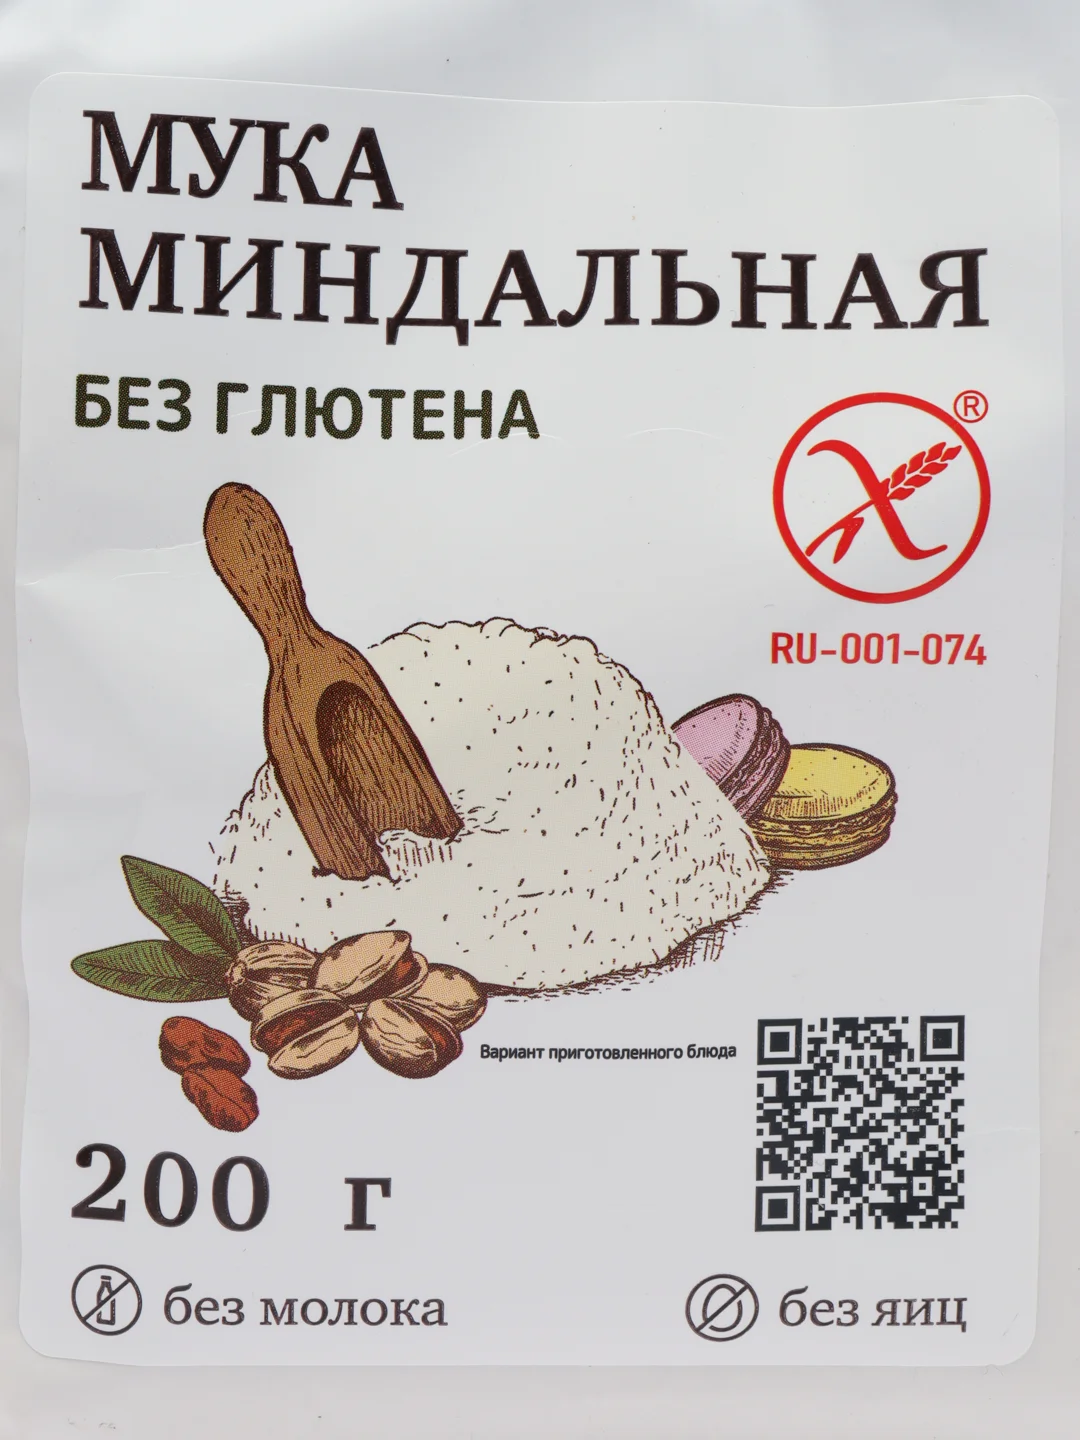 МУКА
МИНДАЛЬНАЯ
БЕЗ ГЛЮТЕНА
®
RU-001-074
Вариант приготовленного блюда
200 г
без молока
без яиц